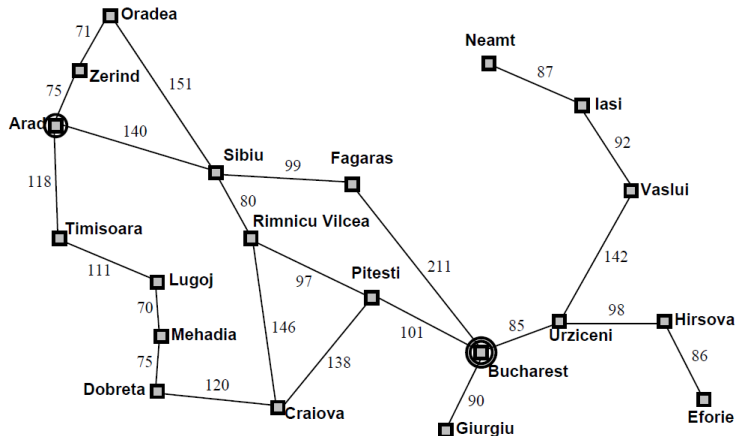 Oradea
71
Neamt
Zerind
87
151
75
Iasi
Arad
140
92
Sibiu
99
Fagaras
118
80
Vaslui
Timisoara
Rimnicu Vilcea
142
111
211
Lugoj
97
Pitesti
70
98
Hirsova
146
101
85
Mehadia
Urziceni
138
86
75
Bucharest
120
Dobreta
90
Craiova
Eforie
Giurgiu